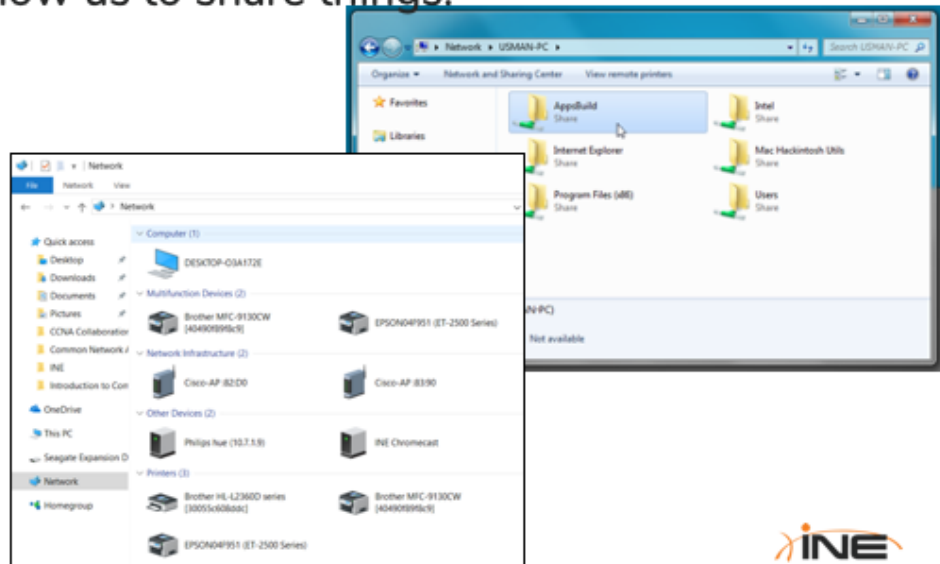 low us to share things.
Network ▸ USMAN-PC ▸
Search USMAN-PC
Organize ▾ Network and Sharing Center View remote printers
Favorites
Libraries
AppsBuild
Share
Intel
Share
Internet Explorer
Share
Mac Hackintosh Utils
Share
Program Files (x86)
Share
Users
Share
N-PC)
Not available
Network
File Network View
Network
Quick access
Desktop
Downloads
Documents
Pictures
CCNA Collaboration
Common Network
INE
Introduction to Com
OneDrive
This PC
Seagate Expansion D
Network
Homegroup
Computer (1)
DESKTOP-O3A172E
Multifunction Devices (2)
Brother MFC-9130CW
EPSON04F951 (ET-2500 Series)
Network Infrastructure (2)
Cisco-AP :82:D0
Cisco-AP :83:90
Other Devices (2)
Philips hue (10.7.1.9)
INE Chromecast
Printers (3)
Brother HL-L2360D series
[30055c608ddc]
Brother MFC-9130CW
EPSON04F951 (ET-2500 Series)
INE